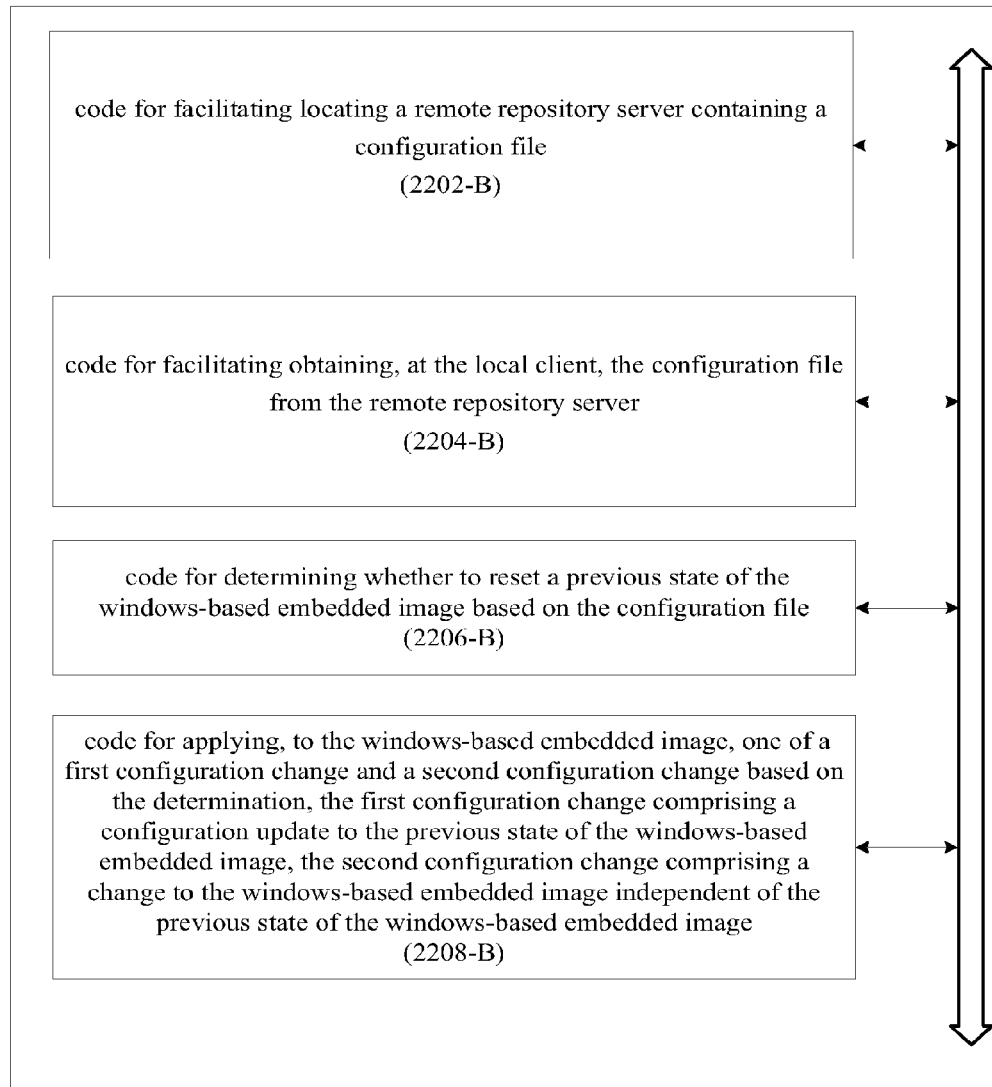 code for facilitating locating a remote repository server containing a
configuration file
(2202-B)
code for facilitating obtaining, at the local client, the configuration file
from the remote repository server
(2204-B)
code for determining whether to reset a previous state of the
windows-based embedded image based on the configuration file
(2206-B)
code for applying, to the windows-based embedded image, one of a
first configuration change and a second configuration change based on
the determination, the first configuration change comprising a
configuration update to the previous state of the windows-based
embedded image, the second configuration change comprising a
change to the windows-based embedded image independent of the
previous state of the windows-based embedded image
(2208-B)